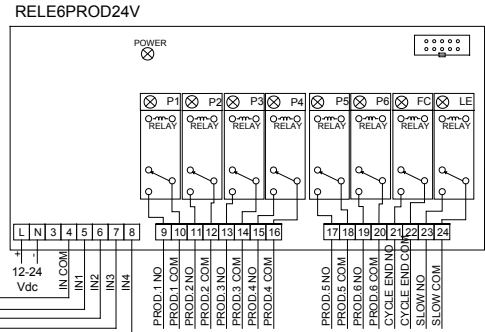 RELE6PROD24V
POWER
P1 P2 P3 P4 P5 P6 FC LE
RELAY RELAY RELAY RELAY RELAY RELAY RELAY RELAY
L N 3 4 5 6 7 8 9 10 11 12 13 14 15 16 17 18 19 20 21 22 23 24
+ -
12-24
Vdc
IN COM
IN1
IN2
IN3
IN4
PROD.1 NO
PROD.1 COM
PROD.2 NO
PROD.2 COM
PROD.3 NO
PROD.3 COM
PROD.4 NO
PROD.4 COM
PROD.5 NO
PROD.5 COM
PROD.6 NO
PROD.6 COM
CYCLE END NO
CYCLE END COM
SLOW NO
SLOW COM